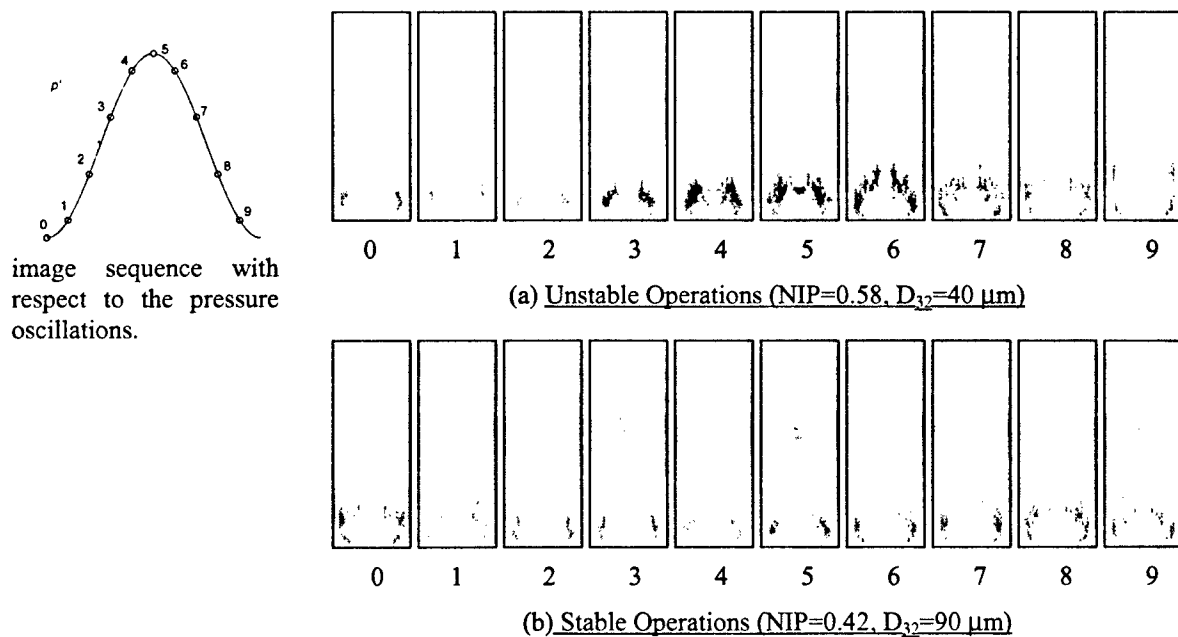 p'
0
1
2
3
4
5
6
7
8
9
image sequence with
respect to the pressure
oscillations.
0 1 2 3 4 5 6 7 8 9
(a) Unstable Operations (NIP=0.58, D32=40 μm)
0 1 2 3 4 5 6 7 8 9
(b) Stable Operations (NIP=0.42, D32=90 μm)